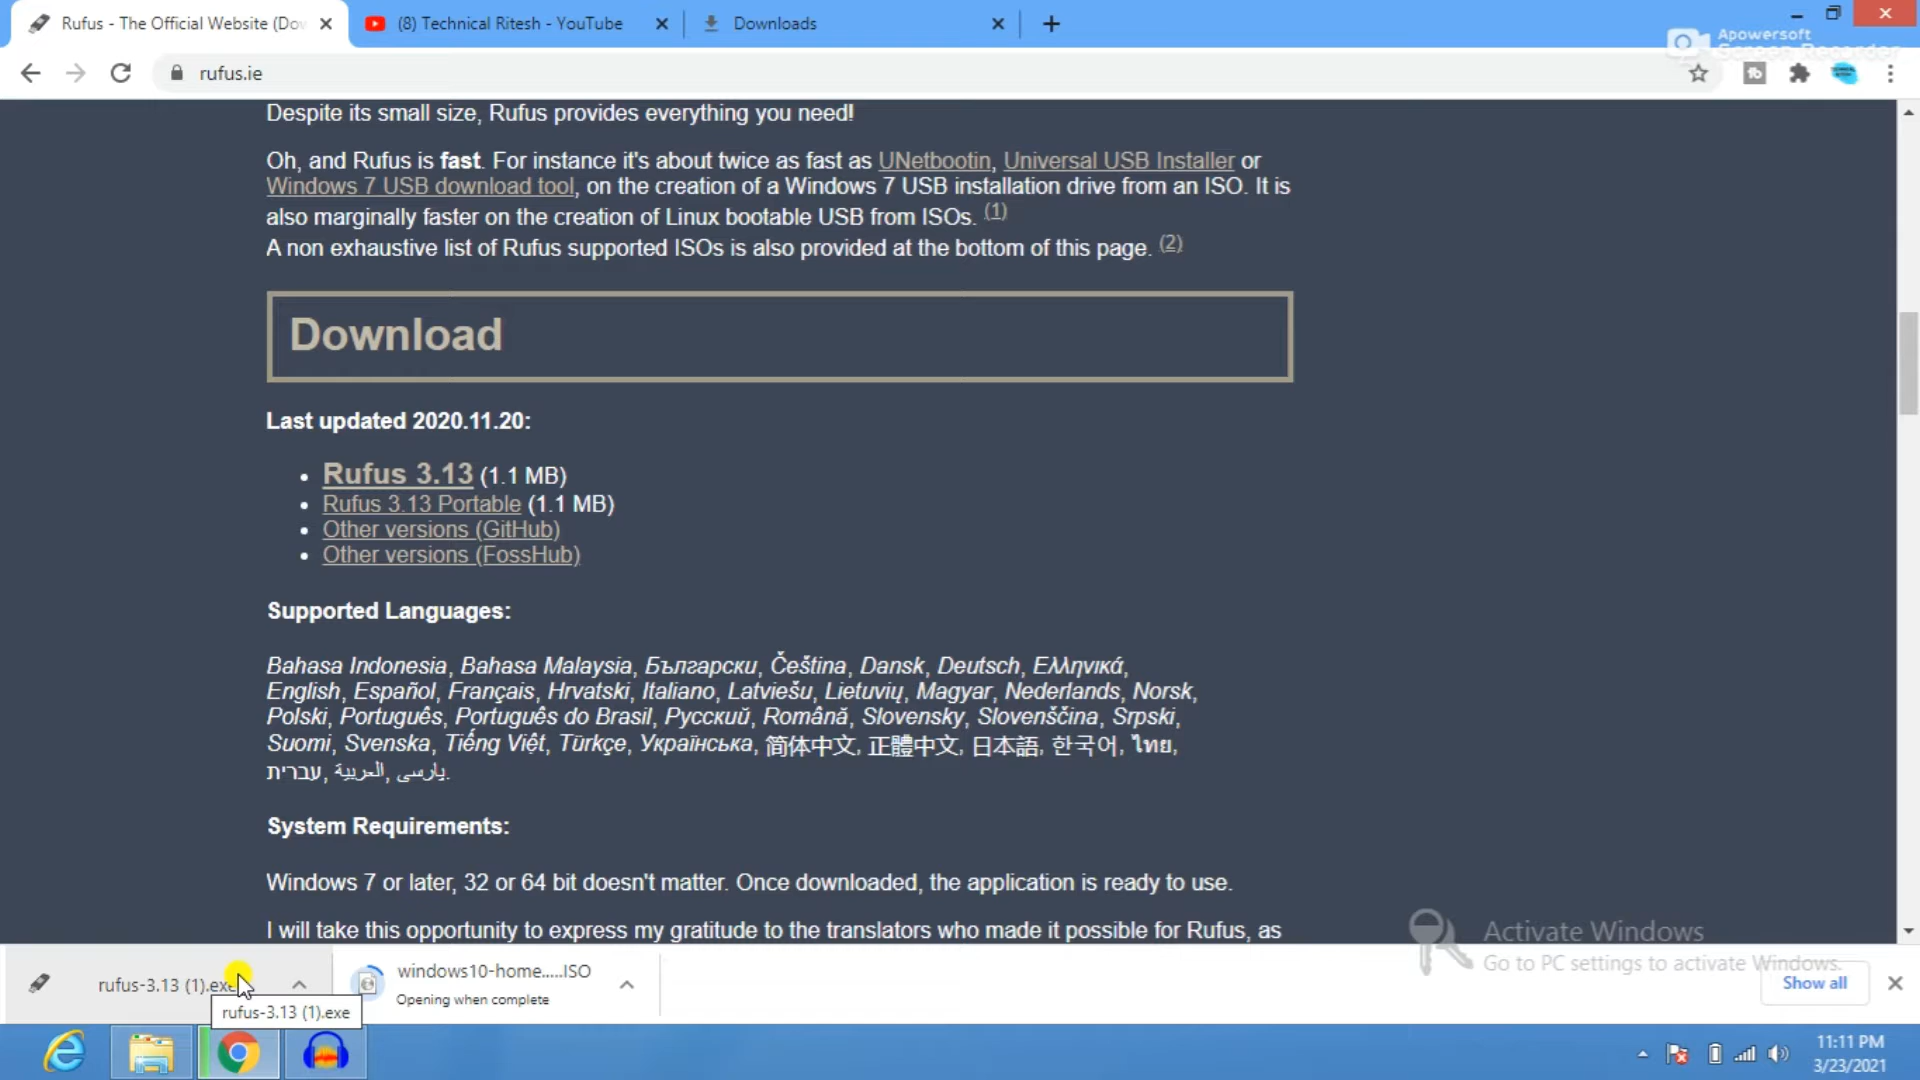 Rufus - The Official Website (Dow
(8) Technical Ritesh - YouTube
Downloads
Apowersoft
Screen Recorder
rufus.ie
Despite its small size, Rufus provides everything you need!
Oh, and Rufus is fast. For instance it's about twice as fast as UNetbootin, Universal USB Installer or
Windows 7 USB download tool, on the creation of a Windows 7 USB installation drive from an ISO. It is
also marginally faster on the creation of Linux bootable USB from ISOs. (1)
A non exhaustive list of Rufus supported ISOs is also provided at the bottom of this page. (2)
Download
Last updated 2020.11.20:
Rufus 3.13 (1.1 MB)
Rufus 3.13 Portable (1.1 MB)
Other versions (GitHub)
Other versions (FossHub)
Supported Languages:
Bahasa Indonesia, Bahasa Malaysia, Български, Čeština, Dansk, Deutsch, Ελληνικά,
English, Español, Français, Hrvatski, Italiano, Latviešu, Lietuvių, Magyar, Nederlands, Norsk,
Polski, Português, Português do Brasil, Русский, Română, Slovensky, Slovenščina, Srpski,
Suomi, Svenska, Tiếng Việt, Türkçe, Українська, 简体中文, 正體中文, 日本語, 한국어, ไทย,
עברית, العربية, پارسی.
System Requirements:
Windows 7 or later, 32 or 64 bit doesn't matter. Once downloaded, the application is ready to use.
I will take this opportunity to express my gratitude to the translators who made it possible for Rufus, as
Activate Windows
Go to PC settings to activate Windows.
rufus-3.13 (1).exe
windows10-home.....ISO
Opening when complete
Show all
rufus-3.13 (1).exe
11:11 PM
3/23/2021